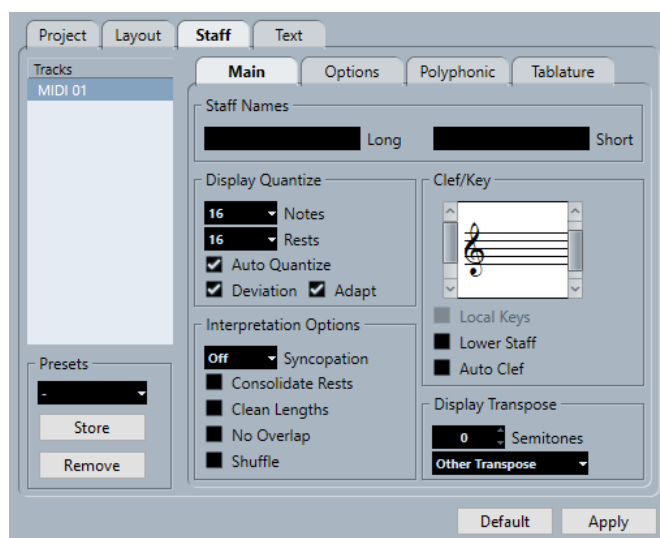 Project Layout Staff Text
Tracks
MIDI 01
Presets
-
Store
Remove
Main Options Polyphonic Tablature
Staff Names
Long Short
Display Quantize
16 Notes
16 Rests
Auto Quantize
Deviation Adapt
Interpretation Options
Off Syncopation
Consolidate Rests
Clean Lengths
No Overlap
Shuffle
Clef/Key
Local Keys
Lower Staff
Auto Clef
Display Transpose
0 Semitones
Other Transpose
Default Apply